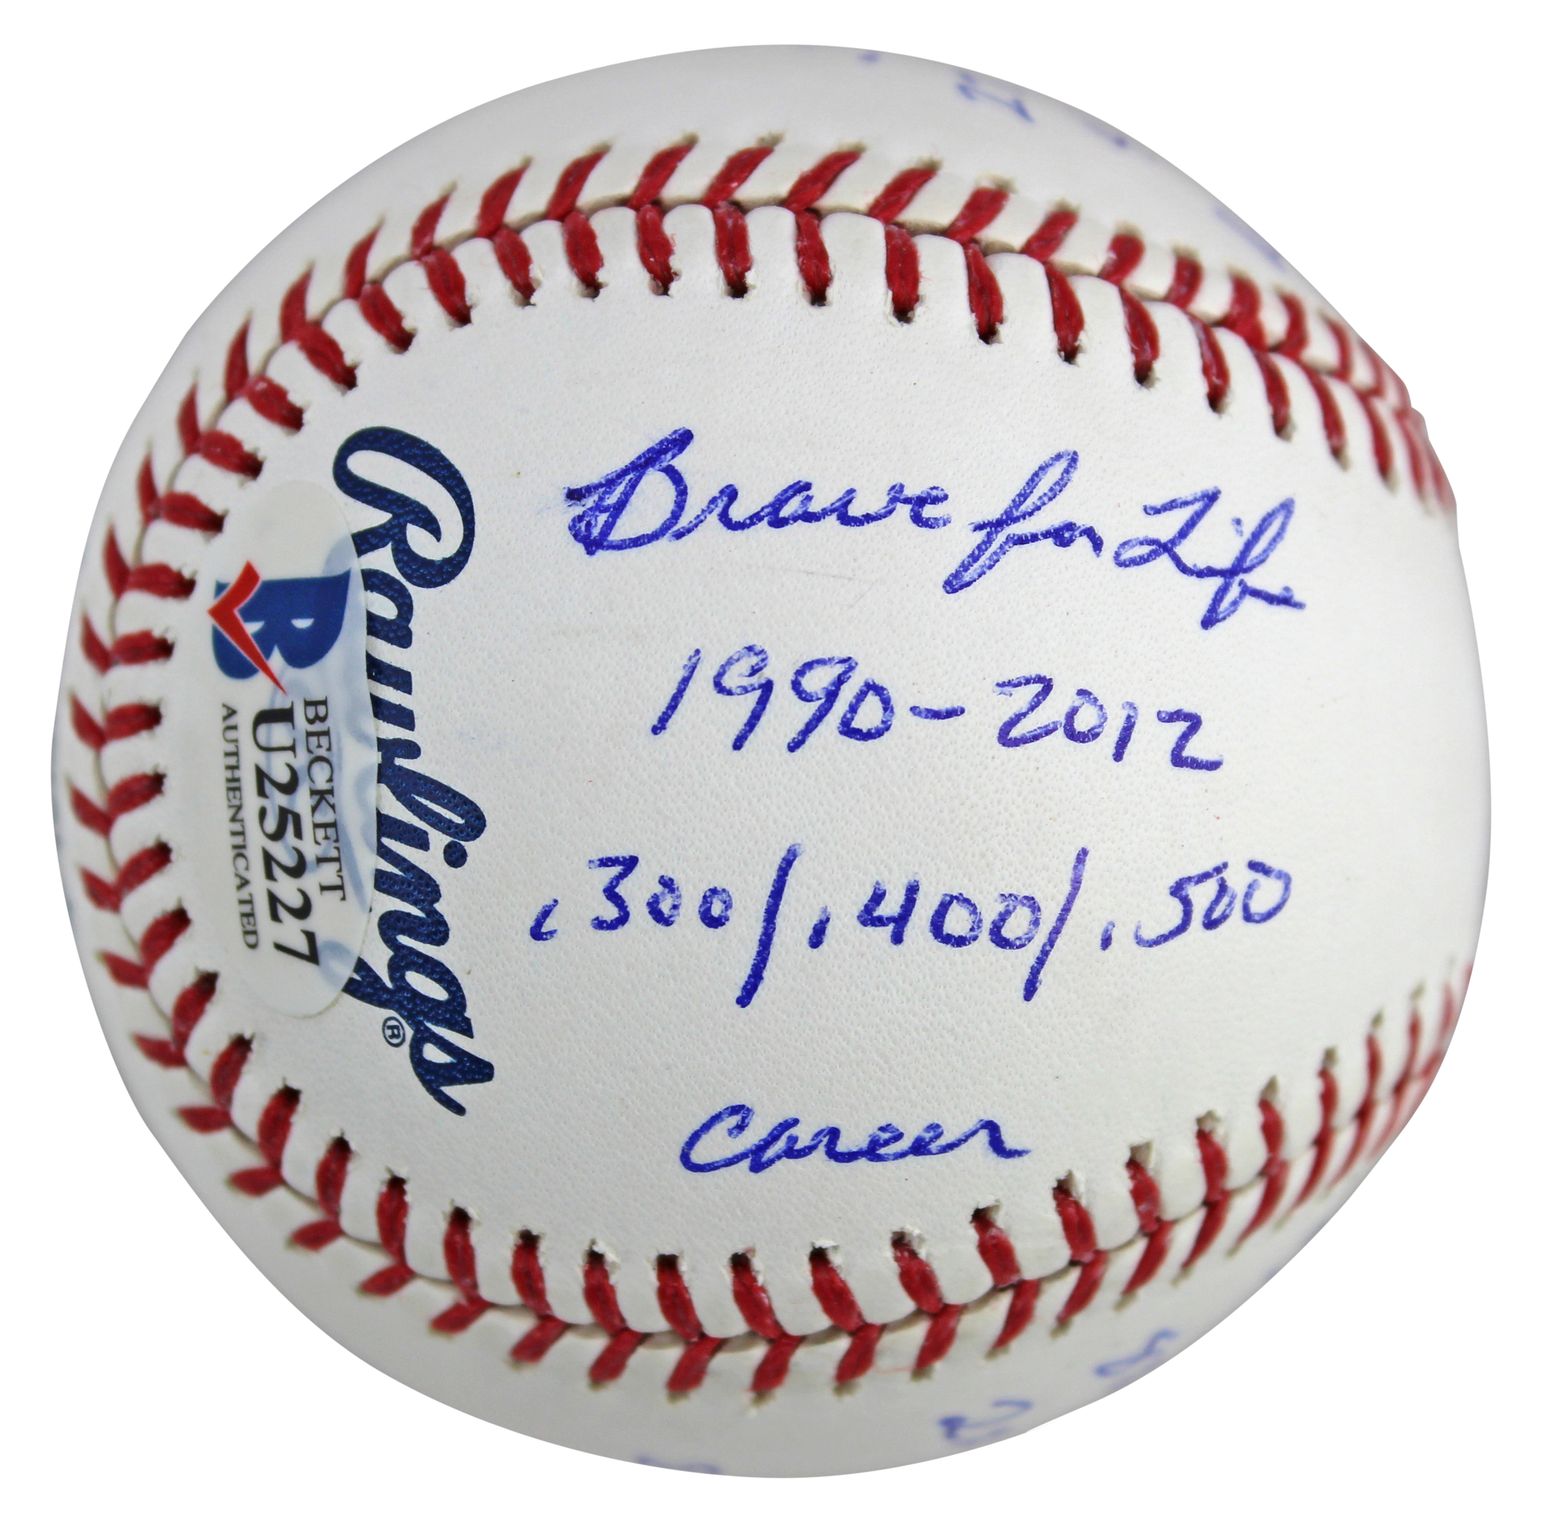 Brave for Life
1990-2012
.300/.400/.500
career
Rawlings®
BECKETT
U25227
AUTHENTICATED